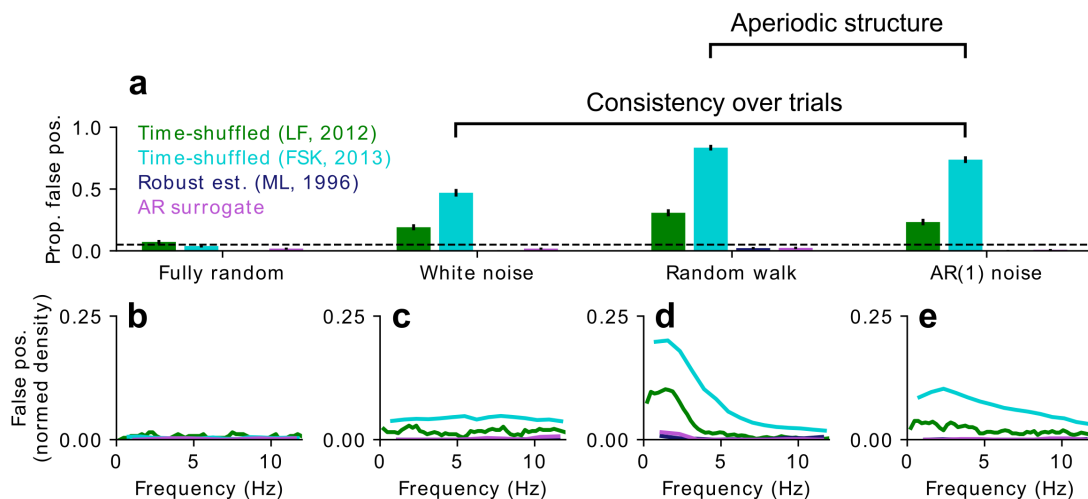 Aperiodic structure
a
Consistency over trials
Prop. false pos.
1.0
0.5
0.0
Time-shuffled (LF, 2012)
Time-shuffled (FSK, 2013)
Robust est. (ML, 1996)
AR surrogate
Fully random
White noise
Random walk
AR(1) noise
False pos.
(normed density)
b
0.25
0.00
0 5 10
Frequency (Hz)
c
0.25
0.00
0 5 10
Frequency (Hz)
d
0.25
0.00
0 5 10
Frequency (Hz)
e
0.25
0.00
0 5 10
Frequency (Hz)